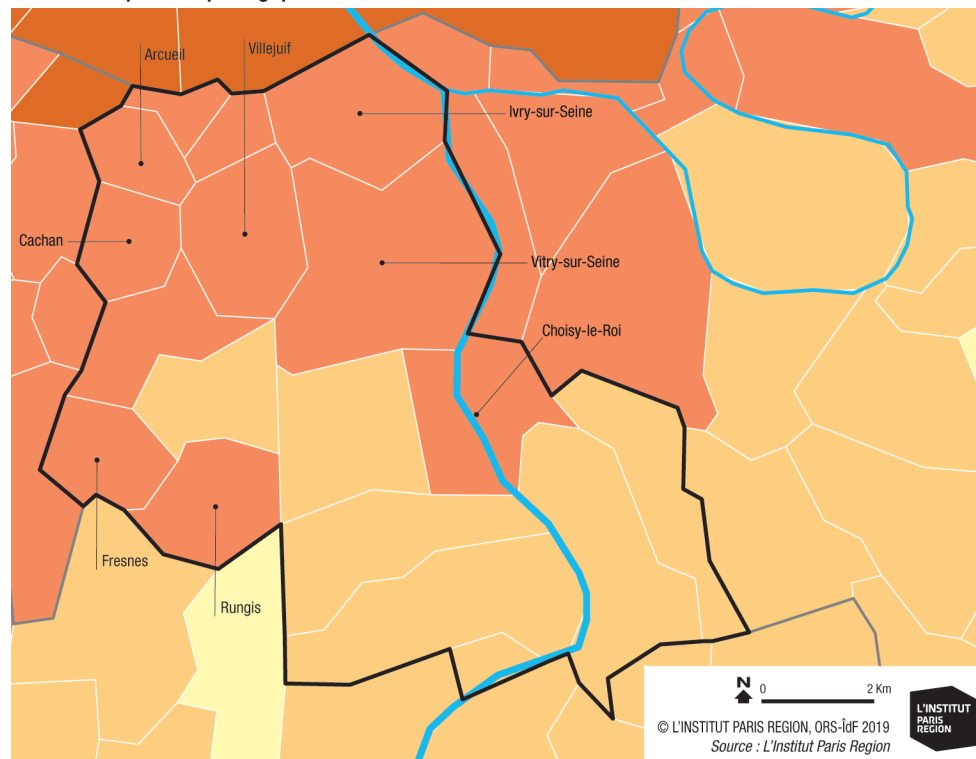 Arcueil
Villejuif
Ivry-sur-Seine
Cachan
Vitry-sur-Seine
Choisy-le-Roi
Fresnes
Rungis
N
0 2 Km
© L'INSTITUT PARIS REGION, ORS-îdF 2019
Source : L'Institut Paris Region
L'INSTITUT
PARIS
REGION